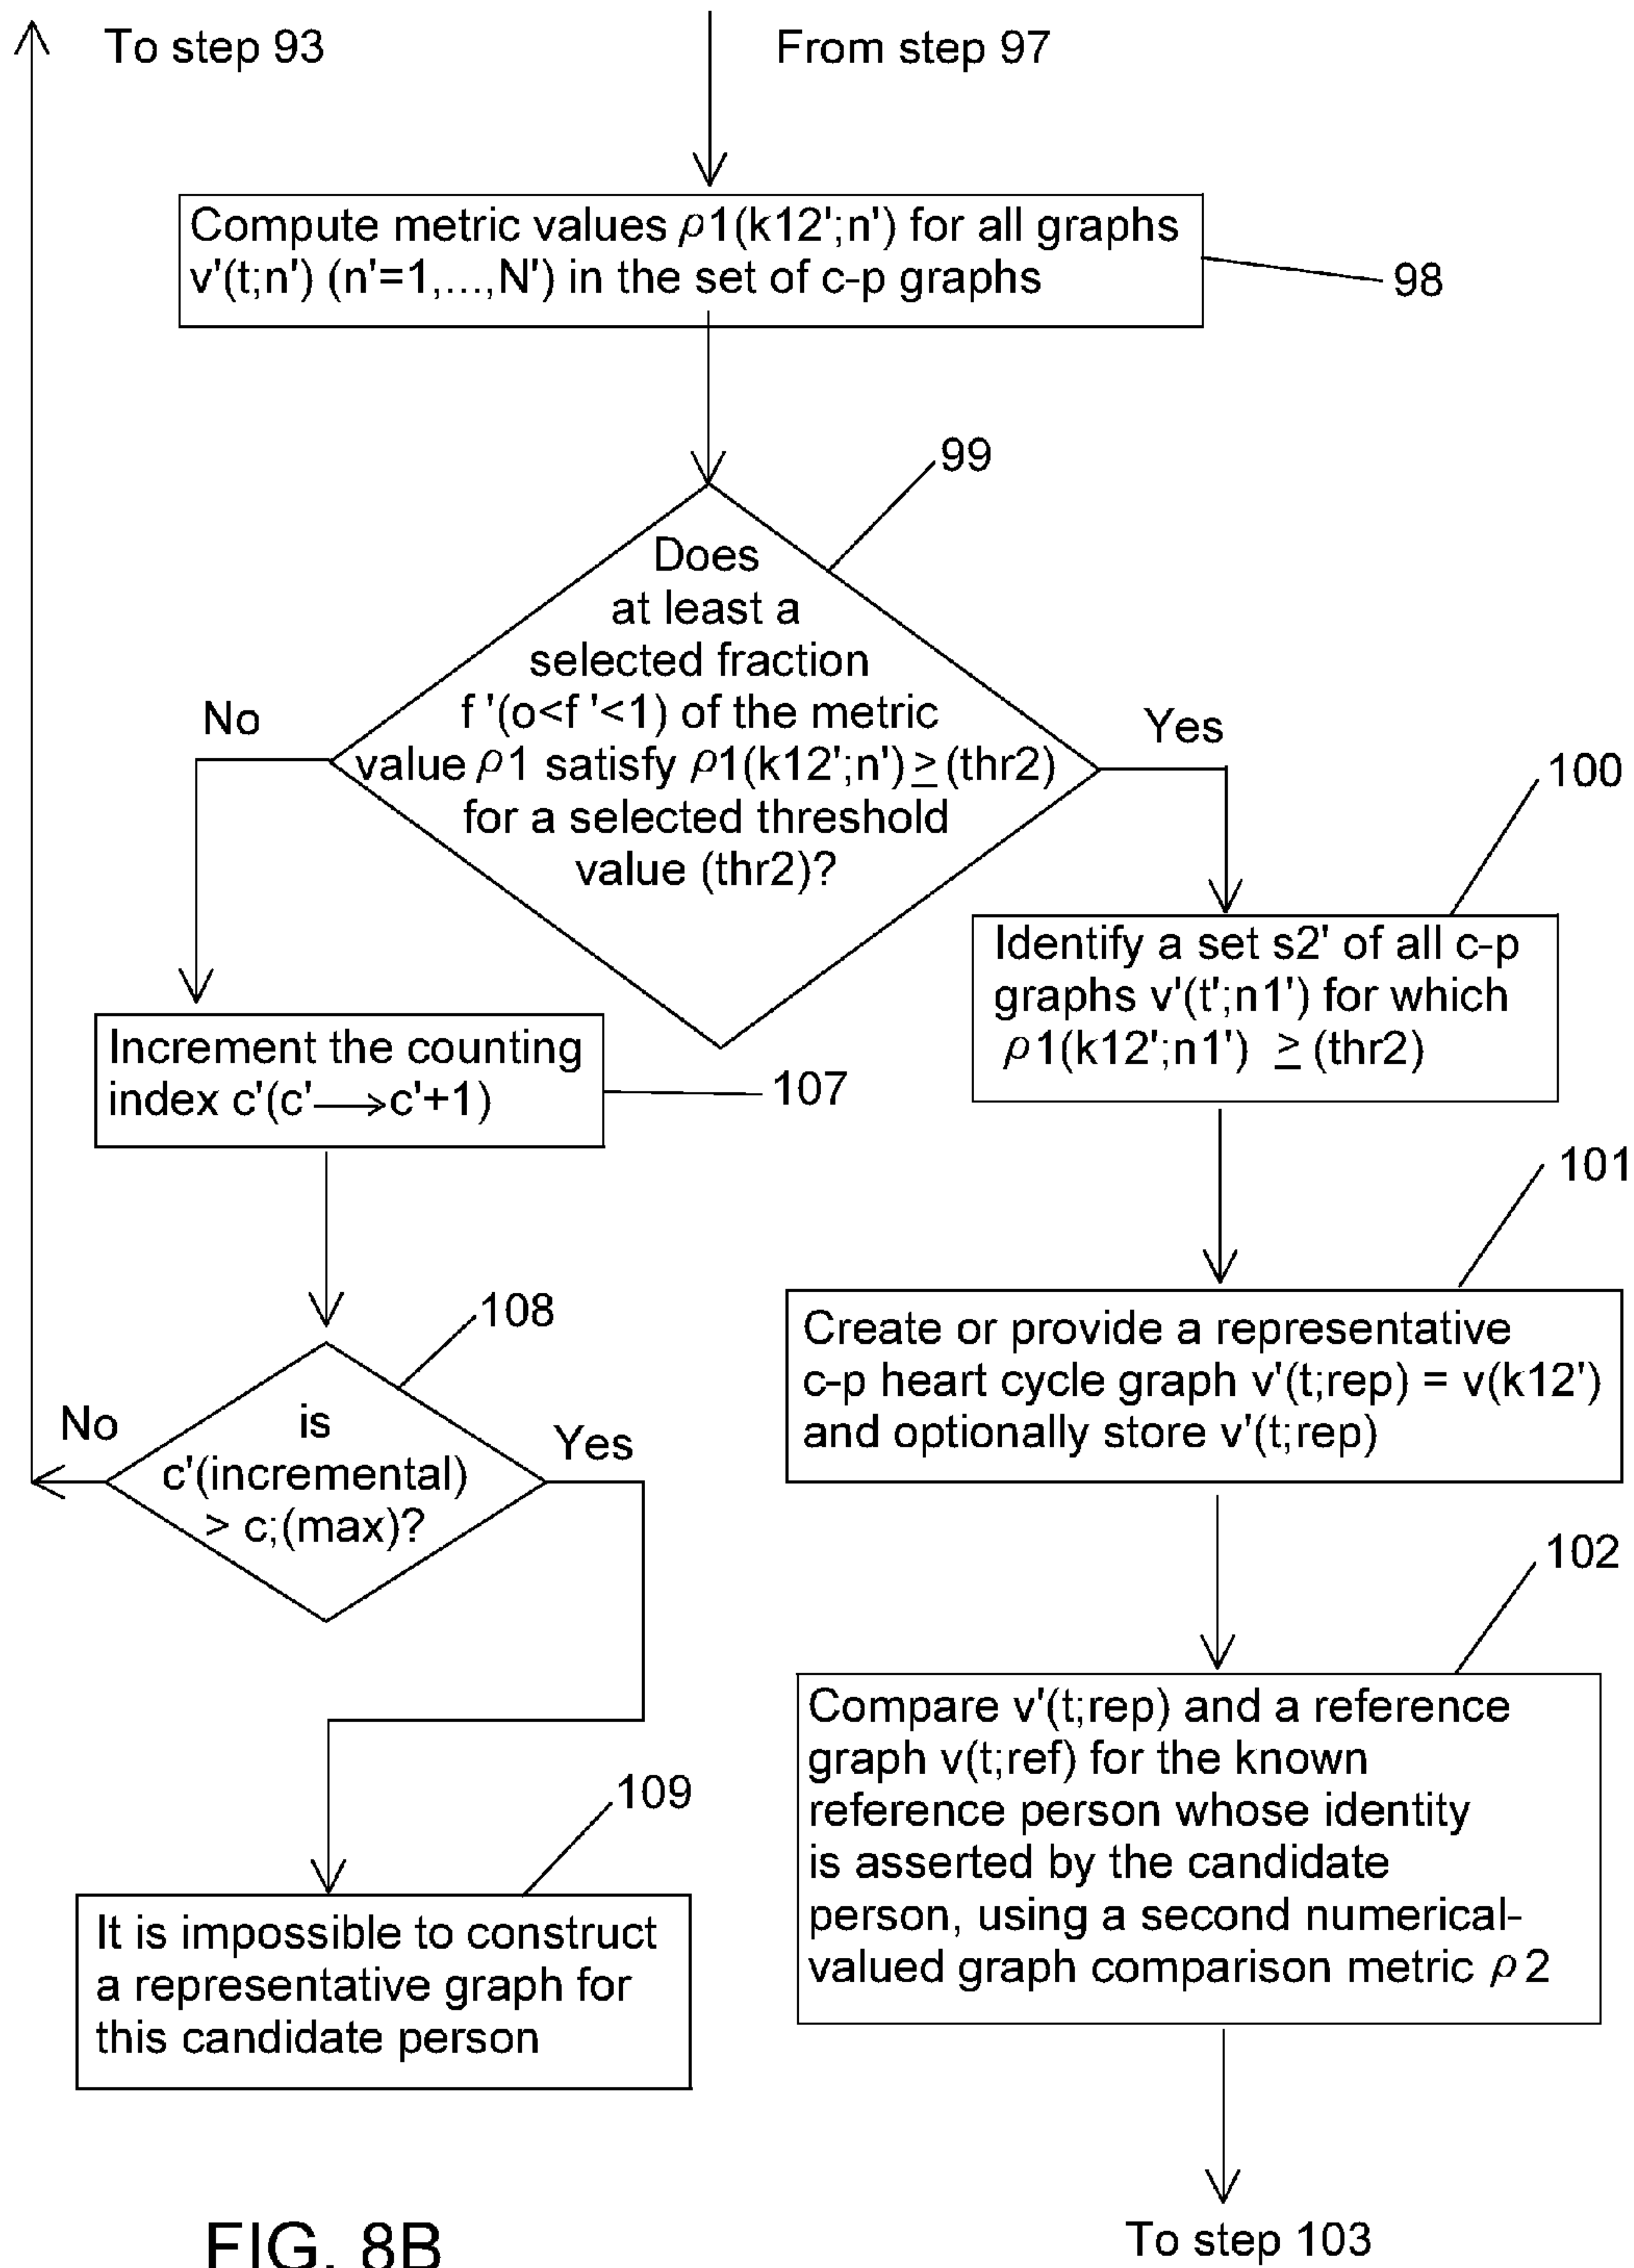 To step 93
From step 97
Compute metric values ρ1(k12';n') for all graphs
v'(t;n') (n'=1,...,N') in the set of c-p graphs
98
99
Does
at least a
selected fraction
f '(o<f '<1) of the metric
value ρ1 satisfy ρ1(k12';n') ≥ (thr2)
for a selected threshold
value (thr2)?
No
Yes
100
Identify a set s2' of all c-p
graphs v'(t';n1') for which
ρ1(k12';n1') ≥ (thr2)
Increment the counting
index c'(c'⟶c'+1)
107
101
Create or provide a representative
c-p heart cycle graph v'(t;rep) = v(k12')
and optionally store v'(t;rep)
108
is
c'(incremental)
> c;(max)?
No
Yes
102
Compare v'(t;rep) and a reference
graph v(t;ref) for the known
reference person whose identity
is asserted by the candidate
person, using a second numerical-
valued graph comparison metric ρ2
109
It is impossible to construct
a representative graph for
this candidate person
To step 103
FIG. 8B